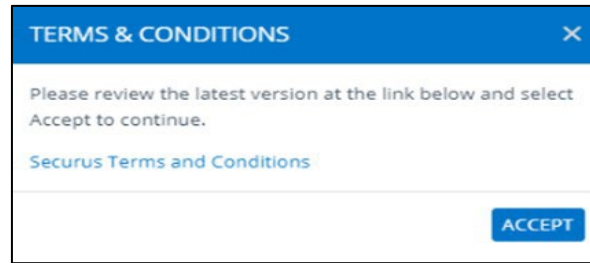 TERMS & CONDITIONS
Please review the latest version at the link below and select
Accept to continue.
Securus Terms and Conditions
ACCEPT